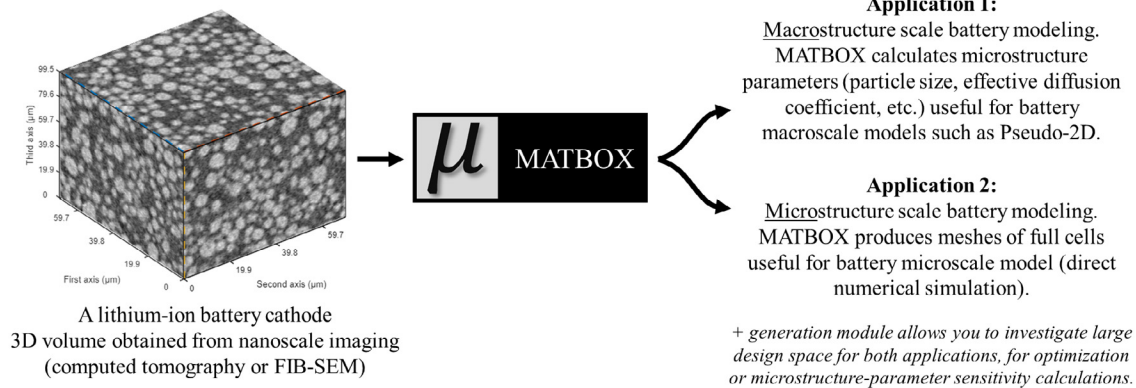 Application 1:
Macrostructure scale battery modeling.
MATBOX calculates microstructure
parameters (particle size, effective diffusion
coefficient, etc.) useful for battery
macroscale models such as Pseudo-2D.
99.5
79.6
59.7
39.8
19.9
0
Third axis (μm)
59.7
39.8
19.9
0
First axis (μm)
0
19.9
39.8
59.7
Second axis (μm)
μ MATBOX
Application 2:
Microstructure scale battery modeling.
MATBOX produces meshes of full cells
useful for battery microscale model (direct
numerical simulation).
A lithium-ion battery cathode
3D volume obtained from nanoscale imaging
(computed tomography or FIB-SEM)
+ generation module allows you to investigate large
design space for both applications, for optimization
or microstructure-parameter sensitivity calculations.